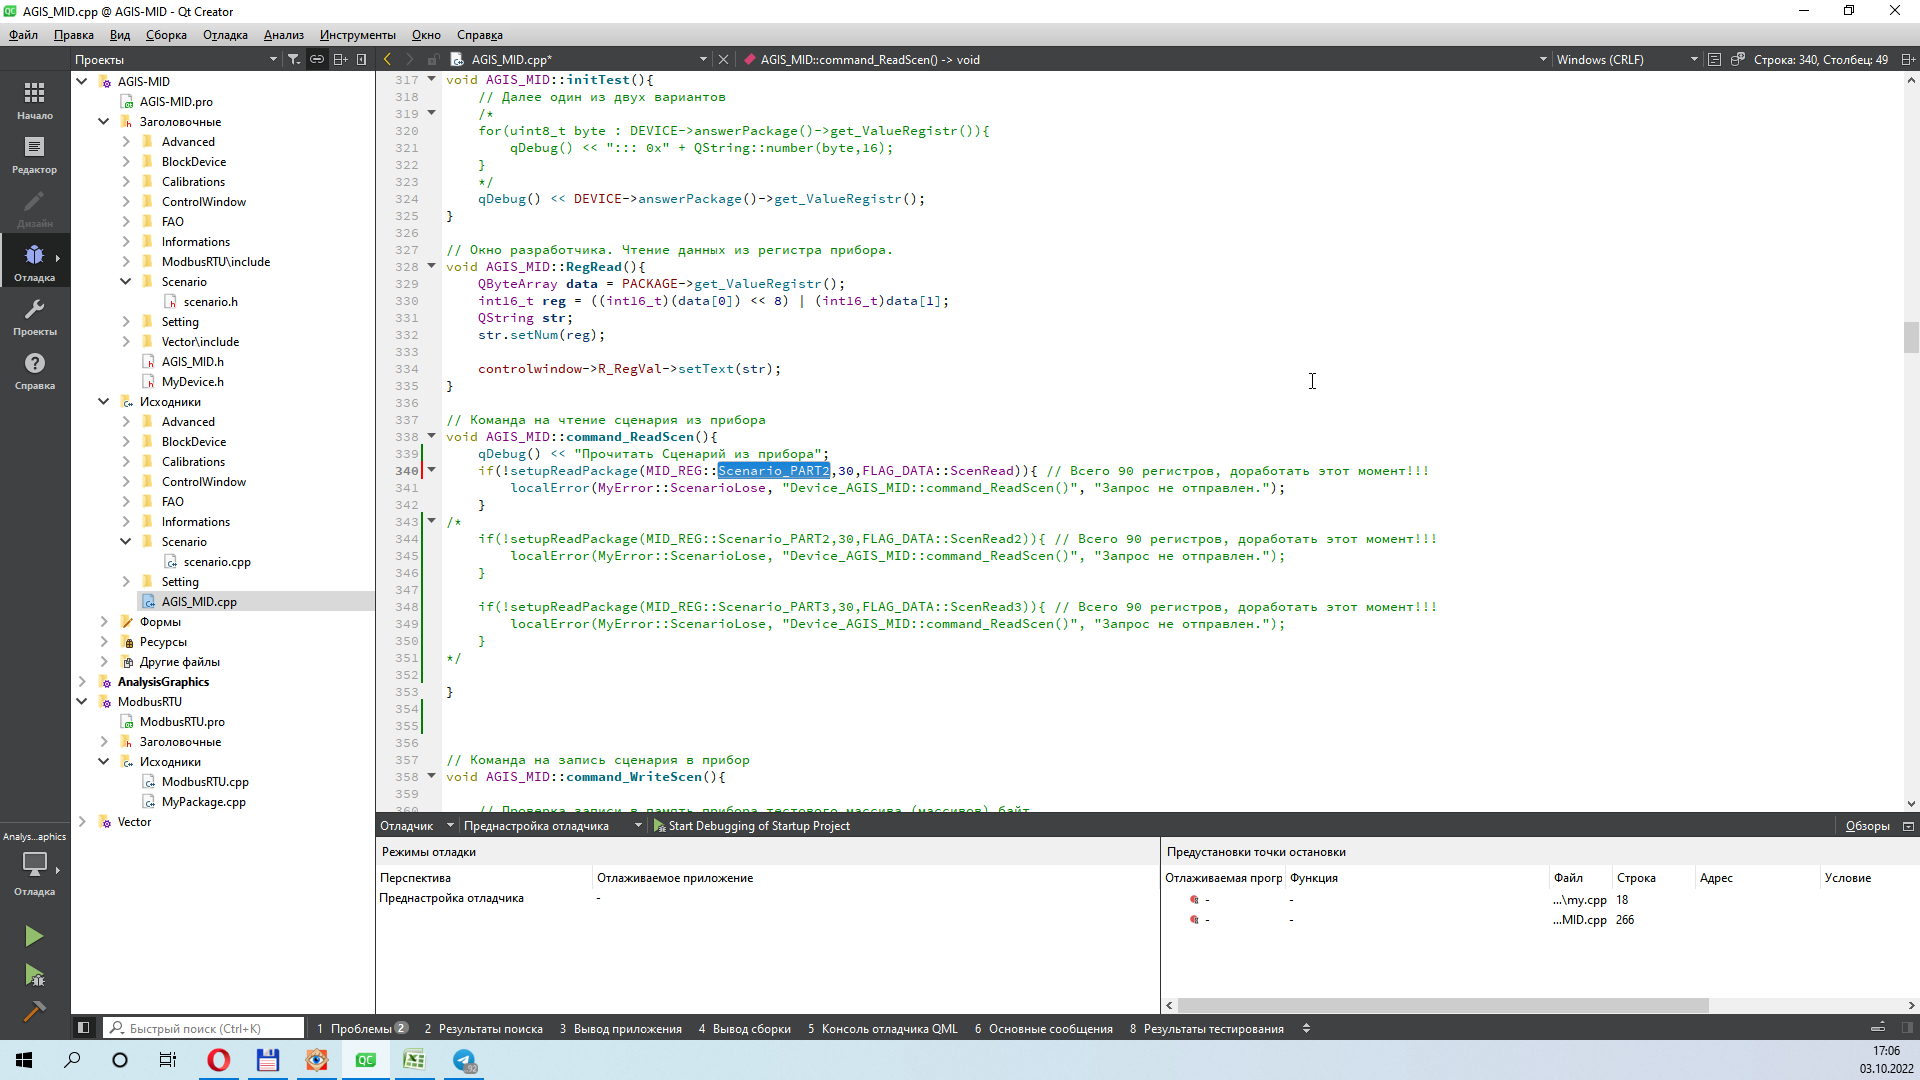 AGIS_MID.cpp @ AGIS-MID - Qt Creator
Файл Правка Вид Сборка Отладка Анализ Инструменты Окно Справка
Проекты
AGIS_MID.cpp*
AGIS_MID::command_ReadScen() -> void
Windows (CRLF)
Строка: 340, Столбец: 49
Начало
Редактор
Дизайн
Отладка
Проекты
Справка
AGIS-MID
AGIS-MID.pro
Заголовочные
Advanced
BlockDevice
Calibrations
ControlWindow
FAO
Informations
ModbusRTU\include
Scenario
scenario.h
Setting
Vector\include
AGIS_MID.h
MyDevice.h
Исходники
Advanced
BlockDevice
Calibrations
ControlWindow
FAO
Informations
Scenario
scenario.cpp
Setting
AGIS_MID.cpp
Формы
Ресурсы
Другие файлы
AnalysisGraphics
ModbusRTU
ModbusRTU.pro
Заголовочные
Исходники
ModbusRTU.cpp
MyPackage.cpp
Vector
317 void AGIS_MID::initTest(){
318 // Далее один из двух вариантов
319 /*
320 for(uint8_t byte : DEVICE->answerPackage()->get_ValueRegistr()){
321 qDebug() << "::: 0x" + QString::number(byte,16);
322 }
323 */
324 qDebug() << DEVICE->answerPackage()->get_ValueRegistr();
325 }
326
327 // Окно разработчика. Чтение данных из регистра прибора.
328 void AGIS_MID::RegRead(){
329 QByteArray data = PACKAGE->get_ValueRegistr();
330 int16_t reg = ((int16_t)(data[0]) << 8) | (int16_t)data[1];
331 QString str;
332 str.setNum(reg);
333
334 controlwindow->R_RegVal->setText(str);
335 }
336
337 // Команда на чтение сценария из прибора
338 void AGIS_MID::command_ReadScen(){
339 qDebug() << "Прочитать Сценарий из прибора";
340 if(!setupReadPackage(MID_REG::Scenario_PART2,30,FLAG_DATA::ScenRead)){ // Всего 90 регистров, доработать этот момент!!!
341 localError(MyError::ScenarioLose, "Device_AGIS_MID::command_ReadScen()", "Запрос не отправлен.");
342 }
343 /*
344 if(!setupReadPackage(MID_REG::Scenario_PART2,30,FLAG_DATA::ScenRead2)){ // Всего 90 регистров, доработать этот момент!!!
345 localError(MyError::ScenarioLose, "Device_AGIS_MID::command_ReadScen()", "Запрос не отправлен.");
346 }
347
348 if(!setupReadPackage(MID_REG::Scenario_PART3,30,FLAG_DATA::ScenRead3)){ // Всего 90 регистров, доработать этот момент!!!
349 localError(MyError::ScenarioLose, "Device_AGIS_MID::command_ReadScen()", "Запрос не отправлен.");
350 }
351 */
352
353 }
354
355
356
357 // Команда на запись сценария в прибор
358 void AGIS_MID::command_WriteScen(){
359
360 // Проверка записи в память прибора тестового массива (массивов) байт
Отладчик
Преднастройка отладчика
Start Debugging of Startup Project
Обзоры
Режимы отладки
Перспектива Отлаживаемое приложение
Преднастройка отладчика -
Предустановки точки остановки
Отлаживаемая прогр Функция Файл Строка Адрес Условие
- - ...\my.cpp 18
- - ...MID.cpp 266
Analys...aphics
Отладка
Быстрый поиск (Ctrl+K)
1 Проблемы 2
2 Результаты поиска
3 Вывод приложения
4 Вывод сборки
5 Консоль отладчика QML
6 Основные сообщения
8 Результаты тестирования
QC
92
17:06
03.10.2022